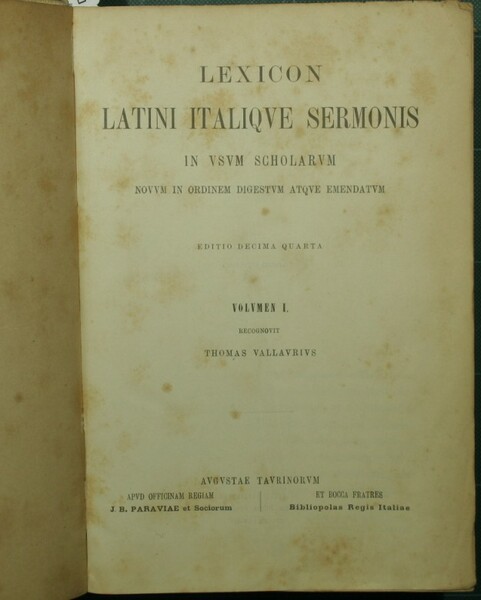 LEXICON
LATINI ITALIQVE SERMONIS
IN VSVM SCHOLARVM
NOVVM IN ORDINEM DIGESTVM ATQVE EMENDATVM
EDITIO DECIMA QUARTA
VOLVMEN I.
RECOGNOVIT
THOMAS VALLAVRIVS
AVGVSTAE TAVRINORVM
APVD OFFICINAM REGIAM
J. B. PARAVIAE et Sociorum
ET BOCCA FRATRES
Bibliopolas Regis Italiae